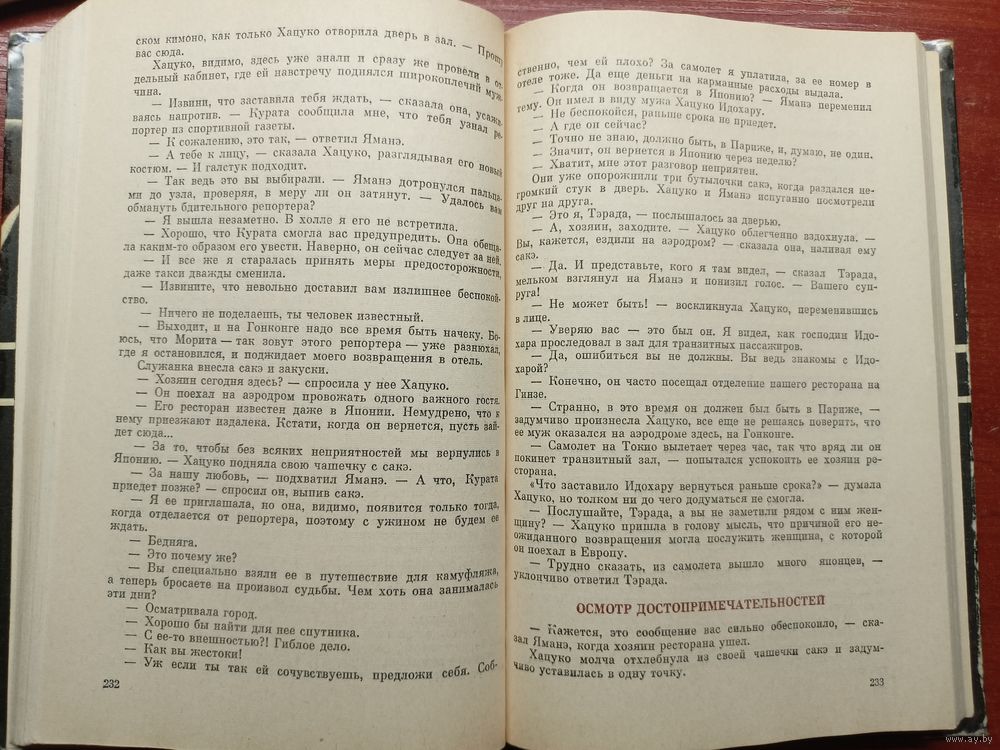 ском кимоно, как только Хацуко отворила дверь в зал. — Прошу
вас сюда.
Хацуко, видимо, здесь уже знали и сразу же провели в от-
дельный кабинет, где ей навстречу поднялся широкоплечий муж-
чина.
— Извини, что заставила тебя ждать, — сказала она, усажи-
ваясь напротив. — Курата сообщила мне, что тебя узнал ре-
портер из спортивной газеты.
— К сожалению, это так, — ответил Яманэ.
— А тебе к лицу, — сказала Хацуко, разглядывая его новый
костюм. — И галстук подходит.
— Так ведь это вы выбирали. — Яманэ дотронулся пальца-
ми до узла, проверяя, в меру ли он затянут. — Удалось вам
обмануть бдительного репортера?
— Я вышла незаметно. В холле я его не встретила.
— Хорошо, что Курата смогла вас предупредить. Она обеща-
ла каким-то образом его увести. Наверно, он сейчас следует за ней.
— И все же я старалась принять меры предосторожности,
даже такси дважды сменила.
— Извините, что невольно доставил вам излишнее беспокой-
ство.
— Ничего не поделаешь, ты человек известный.
— Выходит, и на Гонконге надо все время быть начеку. Бо-
юсь, что Морита — так зовут этого репортера — уже разнюхал,
где я остановился, и поджидает моего возвращения в отель.
Служанка внесла сакэ и закуски.
— Хозяин сегодня здесь? — спросила у нее Хацуко.
— Он поехал на аэродром провожать одного важного гостя.
— Его ресторан известен даже в Японии. Немудрено, что к
нему приезжают издалека. Кстати, когда он вернется, пусть зай-
дет сюда...
— За то, чтобы без всяких неприятностей мы вернулись в
Японию. — Хацуко подняла свою чашечку с сакэ.
— За нашу любовь, — подхватил Яманэ. — А что, Курата
приедет позже? — спросил он, выпив сакэ.
— Я ее приглашала, но она, видимо, появится только тогда,
когда отделается от репортера, поэтому с ужином не будем ее
ждать.
— Бедняга.
— Это почему же?
— Вы специально взяли ее в путешествие для камуфляжа,
а теперь бросаете на произвол судьбы. Чем хоть она занималась
эти дни?
— Осматривала город.
— Хорошо бы найти для нее спутника.
— С ее-то внешностью?! Гиблое дело.
— Как вы жестоки!
— Уж если ты так ей сочувствуешь, предложи себя. Соб-
232
ственно, чем ей плохо? За самолет я уплатила, за ее номер в
отеле тоже. Да еще деньги на карманные расходы выдала.
— Когда он возвращается в Японию? — Яманэ переменил
тему. Он имел в виду мужа Хацуко Идохару.
— Не беспокойся, раньше срока не приедет.
— А где он сейчас?
— Точно не знаю, должно быть, в Париже, и, думаю, не один.
— Значит, он вернется в Японию через неделю?
— Хватит, мне этот разговор неприятен.
Они уже опорожнили три бутылочки сакэ, когда раздался не-
громкий стук в дверь. Хацуко и Яманэ испуганно посмотрели
друг на друга.
— Это я, Тэрада, — послышалось за дверью.
— А, хозяин, заходите. — Хацуко облегченно вздохнула. —
Вы, кажется, ездили на аэродром? — сказала она, наливая ему
сакэ.
— Да. И представьте, кого я там видел, — сказал Тэрада,
мельком взглянул на Яманэ и понизил голос. — Вашего суп-
руга!
— Не может быть! — воскликнула Хацуко, переменившись
в лице.
— Уверяю вас — это был он. Я видел, как господин Идо-
хара проследовал в зал для транзитных пассажиров.
— Да, ошибиться вы не должны. Вы ведь знакомы с Идо-
харой?
— Конечно, он часто посещал отделение нашего ресторана на
Гинзе.
— Странно, в это время он должен был быть в Париже, —
задумчиво произнесла Хацуко, все еще не решаясь поверить, что
ее муж оказался на аэродроме здесь, на Гонконге.
— Самолет на Токио вылетает через час, так что вряд ли он
покинет транзитный зал, — попытался успокоить ее хозяин ре-
сторана.
«Что заставило Идохару вернуться раньше срока?» — думала
Хацуко, но толком ни до чего додуматься не смогла.
— Послушайте, Тэрада, а вы не заметили рядом с ним жен-
щину? — Хацуко пришла в голову мысль, что причиной его не-
ожиданного возвращения могла послужить женщина, с которой
он поехал в Европу.
— Трудно сказать, из самолета вышло много японцев, —
уклончиво ответил Тэрада.
ОСМОТР ДОСТОПРИМЕЧАТЕЛЬНОСТЕЙ
— Кажется, это сообщение вас сильно обеспокоило, — ска-
зал Яманэ, когда хозяин ресторана ушел.
Хацуко молча отхлебнула из своей чашечки сакэ и задум-
чиво уставилась в одну точку.
233
www.ay.by